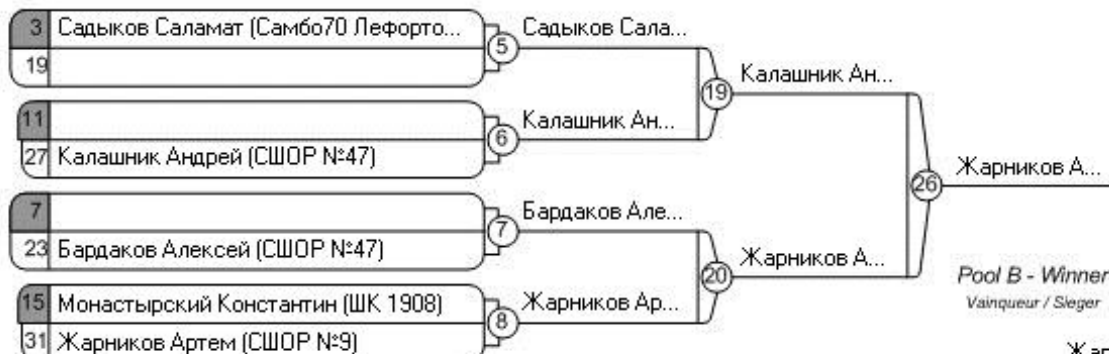 3 Садыков Саламат (Самбо70 Лефорто...
19
5 Садыков Сала...
11
27 Калашник Андрей (СШОР №47)
6 Калашник Ан...
19 Калашник Ан...
7
23 Бардаков Алексей (СШОР №47)
7 Бардаков Але...
15 Монастырский Константин (ШК 1908)
31 Жарников Артем (СШОР №9)
8 Жарников Ар...
20 Жарников А...
26 Жарников А...
Pool B - Winner
Vainqueur / Sieger
Жар